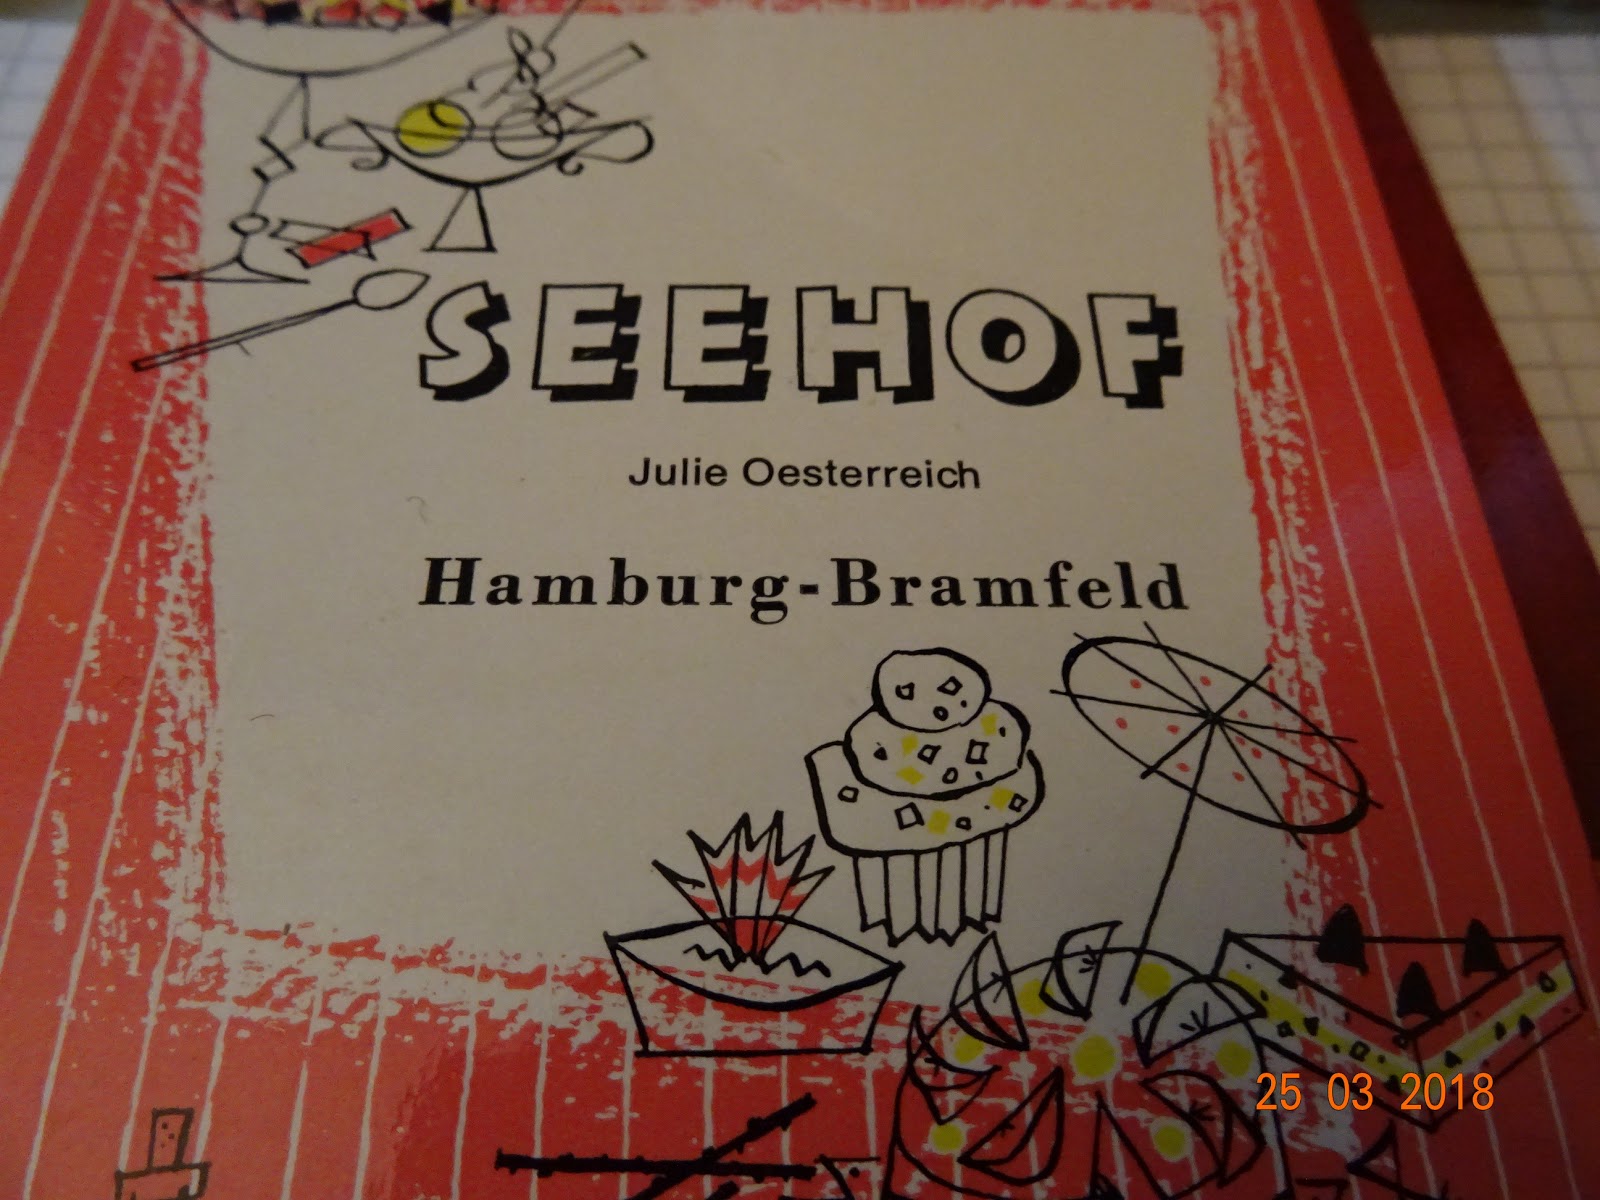 SEEHOF
Julie Oesterreich
Hamburg-Bramfeld
25 03 2018